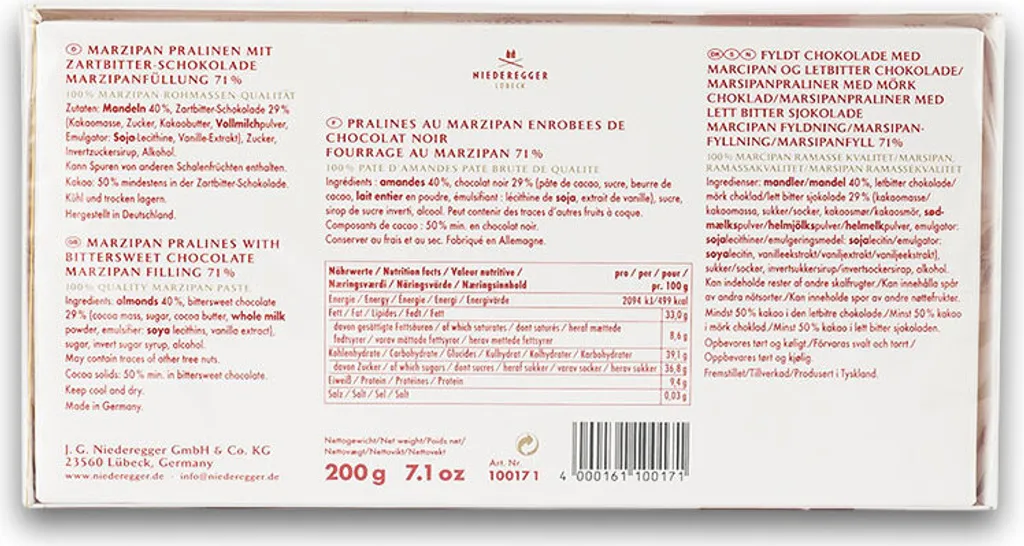 D MARZIPAN PRALINEN MIT
ZARTBITTER-SCHOKOLADE
MARZIPANFÜLLUNG 71%
100% MARZIPAN-ROHMASSEN-QUALITÄT
Zutaten: Mandeln 40%, Zartbitter-Schokolade 29%
(Kakaomasse, Zucker, Kakaobutter, Vollmilchpulver,
Emulgator: Soja-Lecithine, Vanille-Extrakt), Zucker,
Invertzuckersirup, Alkohol.
Kann Spuren von anderen Schalenfrüchten enthalten.
Kakao: 50% mindestens in der Zartbitter-Schokolade.
Kühl und trocken lagern.
Hergestellt in Deutschland.
GB MARZIPAN PRALINES WITH
BITTERSWEET CHOCOLATE
MARZIPAN FILLING 71%
100% QUALITY MARZIPAN PASTE
Ingredients: almonds 40%, bittersweet chocolate
29% (cocoa mass, sugar, cocoa butter, whole milk
powder, emulsifier: soya lecithins, vanilla extract),
sugar, invert sugar syrup, alcohol.
May contain traces of other tree nuts.
Cocoa solids: 50% min. in bittersweet chocolate.
Keep cool and dry.
Made in Germany.
J. G. Niederegger GmbH & Co. KG
23560 Lübeck, Germany
www.niederegger.de · info@niederegger.de
NIEDEREGGER
LÜBECK
F PRALINES AU MARZIPAN ENROBEES DE
CHOCOLAT NOIR
FOURRAGE AU MARZIPAN 71%
100% PATE D'AMANDES PATE BRUTE DE QUALITE
Ingrédients : amandes 40%, chocolat noir 29% (pâte de cacao, sucre, beurre de
cacao, lait entier en poudre, émulsifiant : lécithine de soja, extrait de vanille), sucre,
sirop de sucre inverti, alcool. Peut contenir des traces d'autres fruits à coque.
Composants de cacao : 50% min. en chocolat noir.
Conserver au frais et au sec. Fabriqué en Allemagne.
Nährwerte / Nutrition facts / Valeur nutritive / pro / per / pour /
Næringsværdi / Näringsvärde / Næringsinnhold pr. 100 g
Energie / Energy / Energie / Energi / Energivärde 2094 kJ/499 kcal
Fett / Fat / Lipides / Fedt / Fett 33,0 g
davon gesättigte Fettsäuren / of which saturates / dont saturés / heraf mættede
fedtsyrer / varav mättade fettsyror / herav mettede fettsyrer 8,6 g
Kohlenhydrate / Carbohydrate / Glucides / Kulhydrat / Kolhydrater / Karbohydrater 39,1 g
davon Zucker / of which sugars / dont sucres / heraf sukker / varav socker / herav sukker 36,8 g
Eiweiß / Protein / Proteines / Protein 9,4 g
Salz / Salt / Sel / Salt 0,03 g
Nettogewicht/Net weight/Poids net/
Nettovægt/Nettovikt/Nettovekt
200 g 7.1 oz
Art. Nr.
100171
4 000161 100171
DK S N FYLDT CHOKOLADE MED
MARCIPAN OG LETBITTER CHOKOLADE/
MARSIPANPRALINER MED MÖRK
CHOKLAD/MARSIPANPRALINER MED
LETT BITTER SJOKOLADE
MARCIPAN FYLDNING/MARSIPAN-
FYLLNING/MARSIPANFYLL 71%
100% MARCIPAN RAMASSE KVALITET/MARSIPAN,
RAMASSAKVALITET/MARSIPAN RAMASSEKVALITET
Ingredienser: mandler/mandel 40%, letbitter chokolade/
mörk choklad/lett bitter sjokolade 29% (kakaomasse/
kakaomassa, sukker/socker, kakaosmør/kakaosmör, sød-
mælkspulver/helmjölkspulver/helmelkpulver, emulgator:
sojalecithiner/emulgeringsmedel: sojalecitin/emulgator:
soyalecitin, vanilleekstrakt/vaniljextrakt/vaniljeekstrakt),
sukker/socker, invertsukkersirup/invertsockersirap, alcohol.
Kan indeholde rester af andre skalfrugter/Kan innehålla spår
av andra nötsorter/Kan inneholde spor av andre nøttefrukter.
Mindst 50% kakao i den letbitre chokolade/Minst 50% kakao
i mörk choklad/Minst 50% kakao i lett bitter sjokoladen.
Opbevares tørt og køligt/Förvaras svalt och torrt/
Oppbevares tørt og kjølig.
Fremstillet/Tillverkad/Produsert i Tyskland.